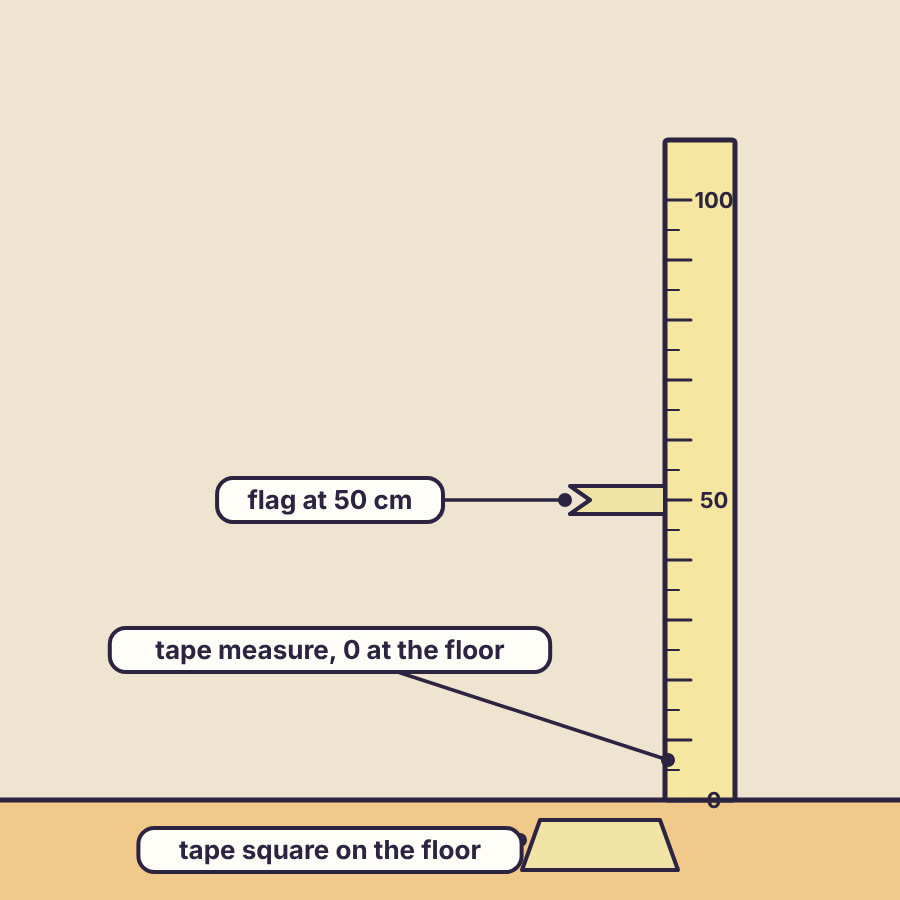 100
flag at 50 cm
50
tape measure, 0 at the floor
0
tape square on the floor